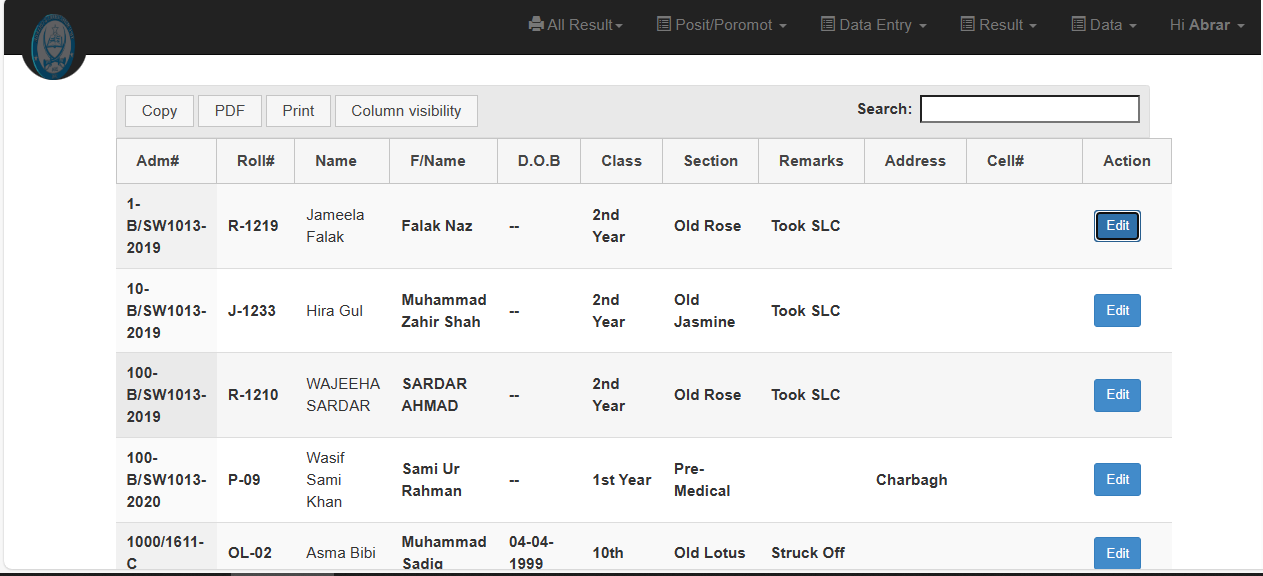 All Result Posit/Poromot Data Entry Result Data Hi Abrar
Copy PDF Print Column visibility Search:
Adm# Roll# Name F/Name D.O.B Class Section Remarks Address Cell# Action
1-B/SW1013-2019 R-1219 Jameela Falak Falak Naz -- 2nd Year Old Rose Took SLC Edit
10-B/SW1013-2019 J-1233 Hira Gul Muhammad Zahir Shah -- 2nd Year Old Jasmine Took SLC Edit
100-B/SW1013-2019 R-1210 WAJEEHA SARDAR SARDAR AHMAD -- 2nd Year Old Rose Took SLC Edit
100-B/SW1013-2020 P-09 Wasif Sami Khan Sami Ur Rahman -- 1st Year Pre-Medical Charbagh Edit
1000/1611-C OL-02 Asma Bibi Muhammad Sadiq 04-04-1999 10th Old Lotus Struck Off Edit